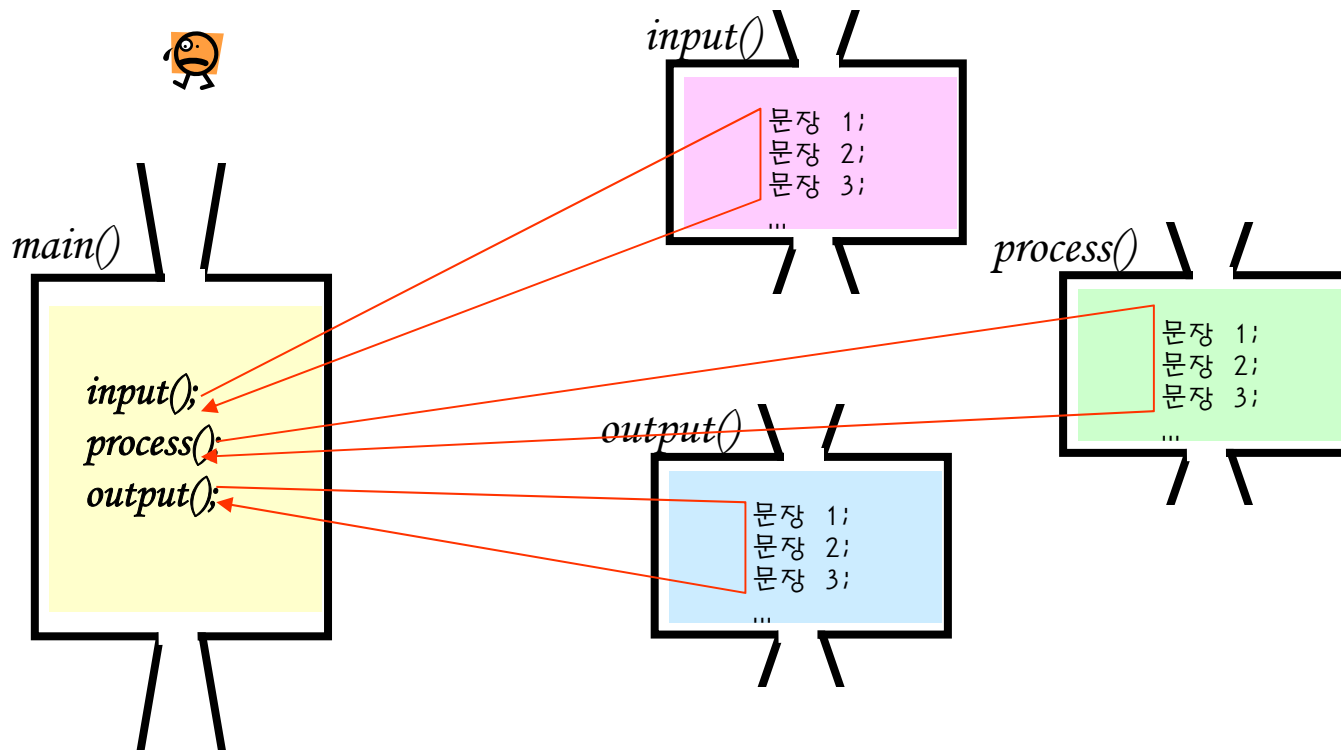 main()
input();
process();
output();
input()
문장 1;
문장 2;
문장 3;
...
process()
문장 1;
문장 2;
문장 3;
...
output()
문장 1;
문장 2;
문장 3;
...